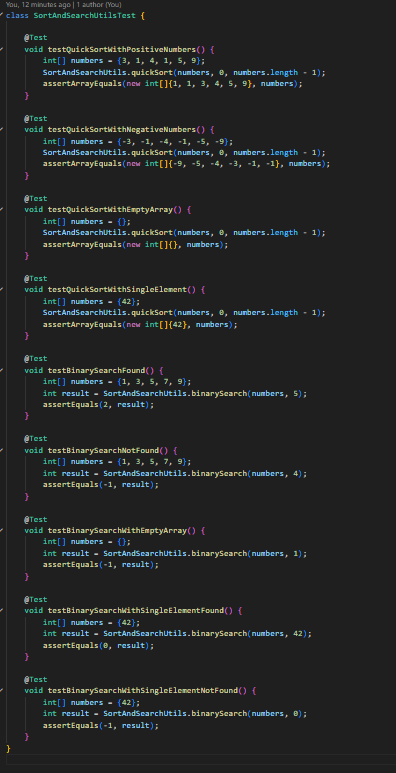 You, 12 minutes ago | 1 author (You)
class SortAndSearchUtilsTest {

    @Test
    void testQuickSortWithPositiveNumbers() {
        int[] numbers = {3, 1, 4, 1, 5, 9};
        SortAndSearchUtils.quickSort(numbers, 0, numbers.length - 1);
        assertArrayEquals(new int[]{1, 1, 3, 4, 5, 9}, numbers);
    }

    @Test
    void testQuickSortWithNegativeNumbers() {
        int[] numbers = {-3, -1, -4, -1, -5, -9};
        SortAndSearchUtils.quickSort(numbers, 0, numbers.length - 1);
        assertArrayEquals(new int[]{-9, -5, -4, -3, -1, -1}, numbers);
    }

    @Test
    void testQuickSortWithEmptyArray() {
        int[] numbers = {};
        SortAndSearchUtils.quickSort(numbers, 0, numbers.length - 1);
        assertArrayEquals(new int[]{}, numbers);
    }

    @Test
    void testQuickSortWithSingleElement() {
        int[] numbers = {42};
        SortAndSearchUtils.quickSort(numbers, 0, numbers.length - 1);
        assertArrayEquals(new int[]{42}, numbers);
    }

    @Test
    void testBinarySearchFound() {
        int[] numbers = {1, 3, 5, 7, 9};
        int result = SortAndSearchUtils.binarySearch(numbers, 5);
        assertEquals(2, result);
    }

    @Test
    void testBinarySearchNotFound() {
        int[] numbers = {1, 3, 5, 7, 9};
        int result = SortAndSearchUtils.binarySearch(numbers, 4);
        assertEquals(-1, result);
    }

    @Test
    void testBinarySearchWithEmptyArray() {
        int[] numbers = {};
        int result = SortAndSearchUtils.binarySearch(numbers, 1);
        assertEquals(-1, result);
    }

    @Test
    void testBinarySearchWithSingleElementFound() {
        int[] numbers = {42};
        int result = SortAndSearchUtils.binarySearch(numbers, 42);
        assertEquals(0, result);
    }

    @Test
    void testBinarySearchWithSingleElementNotFound() {
        int[] numbers = {42};
        int result = SortAndSearchUtils.binarySearch(numbers, 0);
        assertEquals(-1, result);
    }
}